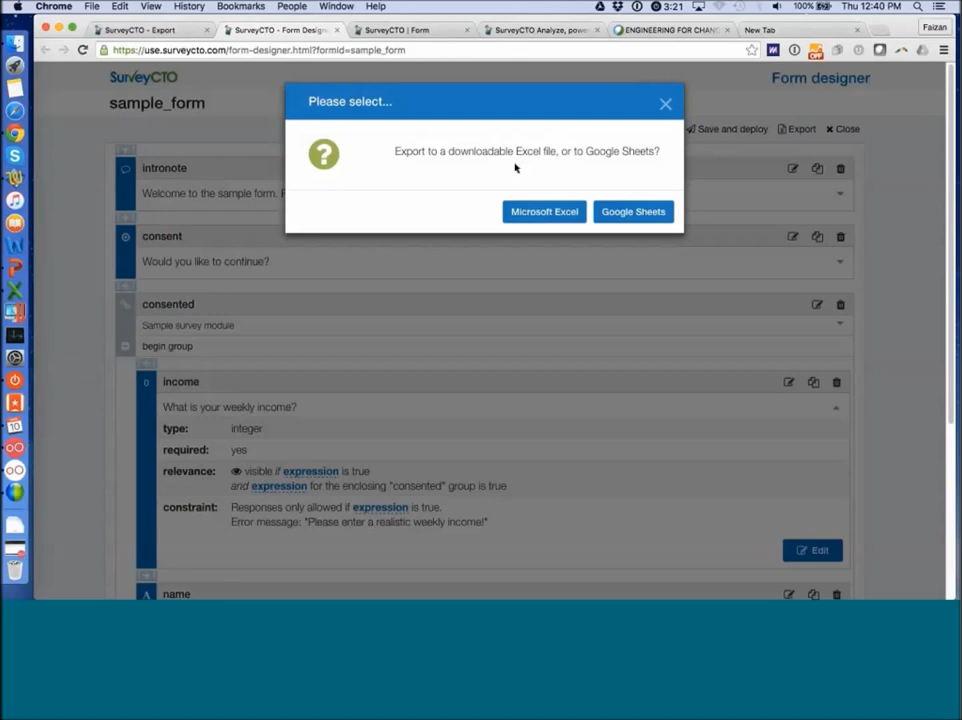 Chrome File Edit View History Bookmarks People Window Help
3:21 100% Thu 12:40 PM
SurveyCTO - Export
SurveyCTO - Form Designer
SurveyCTO | Form
SurveyCTO Analyze, powe
ENGINEERING FOR CHAN
New Tab
Faizan
https://use.surveycto.com/form-designer.html?formid=sample_form
OFF
SurveyCTO
Form designer
sample_form
Save and deploy
Export
Close
Please select...
Export to a downloadable Excel file, or to Google Sheets?
Microsoft Excel
Google Sheets
intronote
Welcome to the sample form.
consent
Would you like to continue?
consented
Sample survey module
begin group
0 income
What is your weekly income?
type: integer
required: yes
relevance: visible if expression is true
and expression for the enclosing "consented" group is true
constraint: Responses only allowed if expression is true.
Error message: "Please enter a realistic weekly income!"
Edit
A name
10